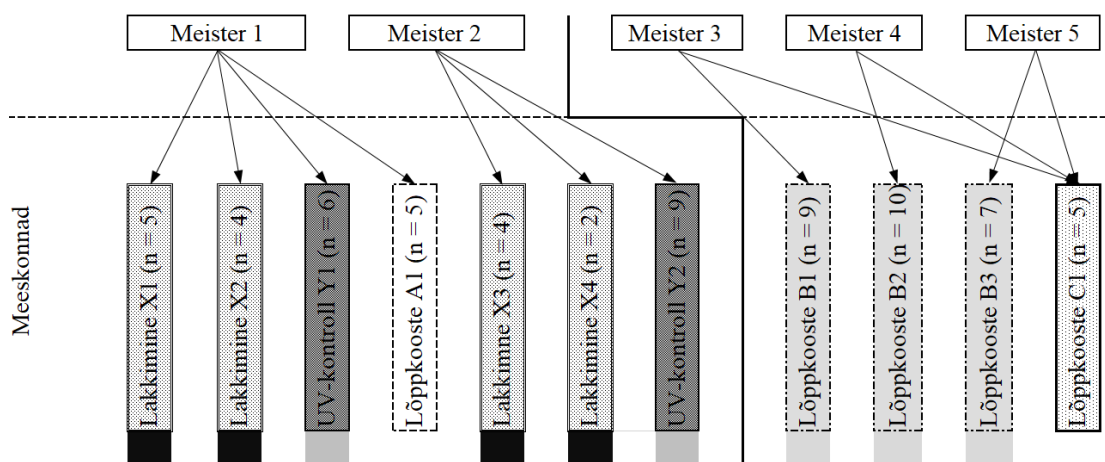 Meister 1
Meister 2
Meister 3
Meister 4
Meister 5
Meeskonnad
Lakkimine X1 (n = 5)
Lakkimine X2 (n = 4)
UV-kontroll Y1 (n = 6)
Lõppkooste A1 (n = 5)
Lakkimine X3 (n = 4)
Lakkimine X4 (n = 2)
UV-kontroll Y2 (n = 9)
Lõppkooste B1 (n = 9)
Lõppkooste B2 (n = 10)
Lõppkooste B3 (n = 7)
Lõppkooste C1 (n = 5)